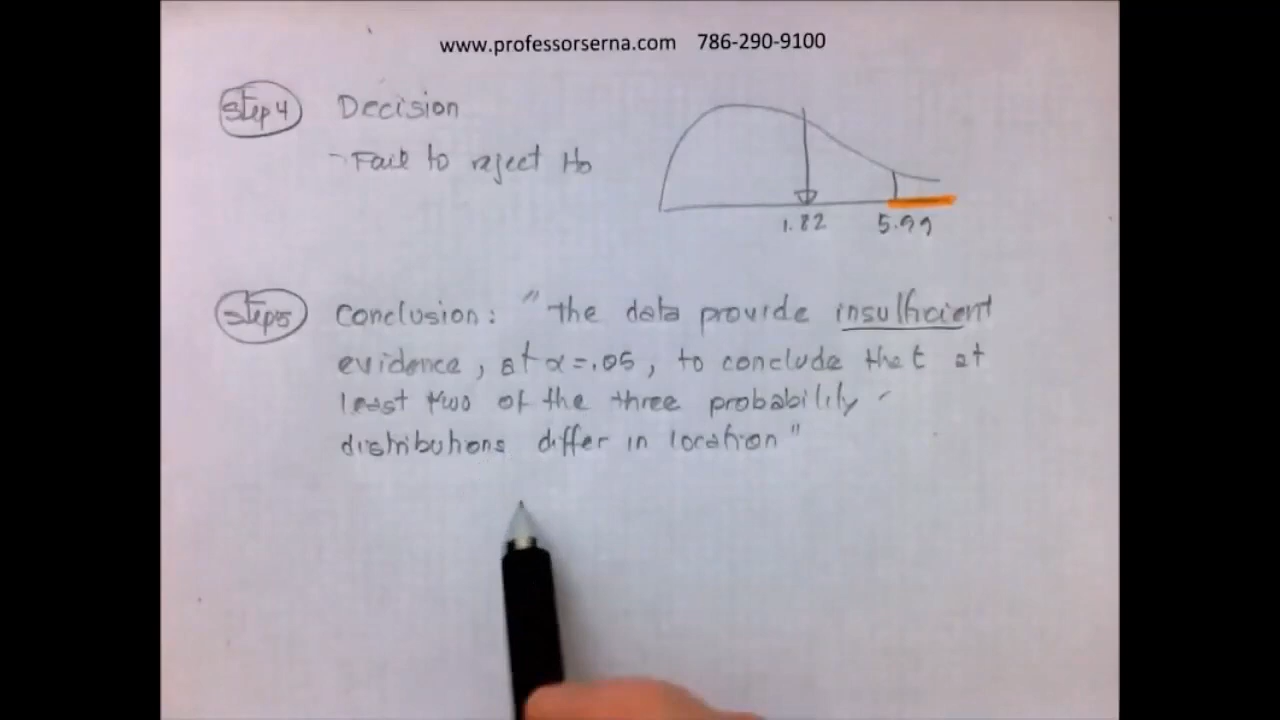 www.professorserna.com 786-290-9100
Step 4 Decision
- Fail to reject Ho
1.82 5.99
Step 5 Conclusion: "the data provide insufficient
evidence, at α=.05, to conclude that at
least two of the three probability
distributions differ in location"